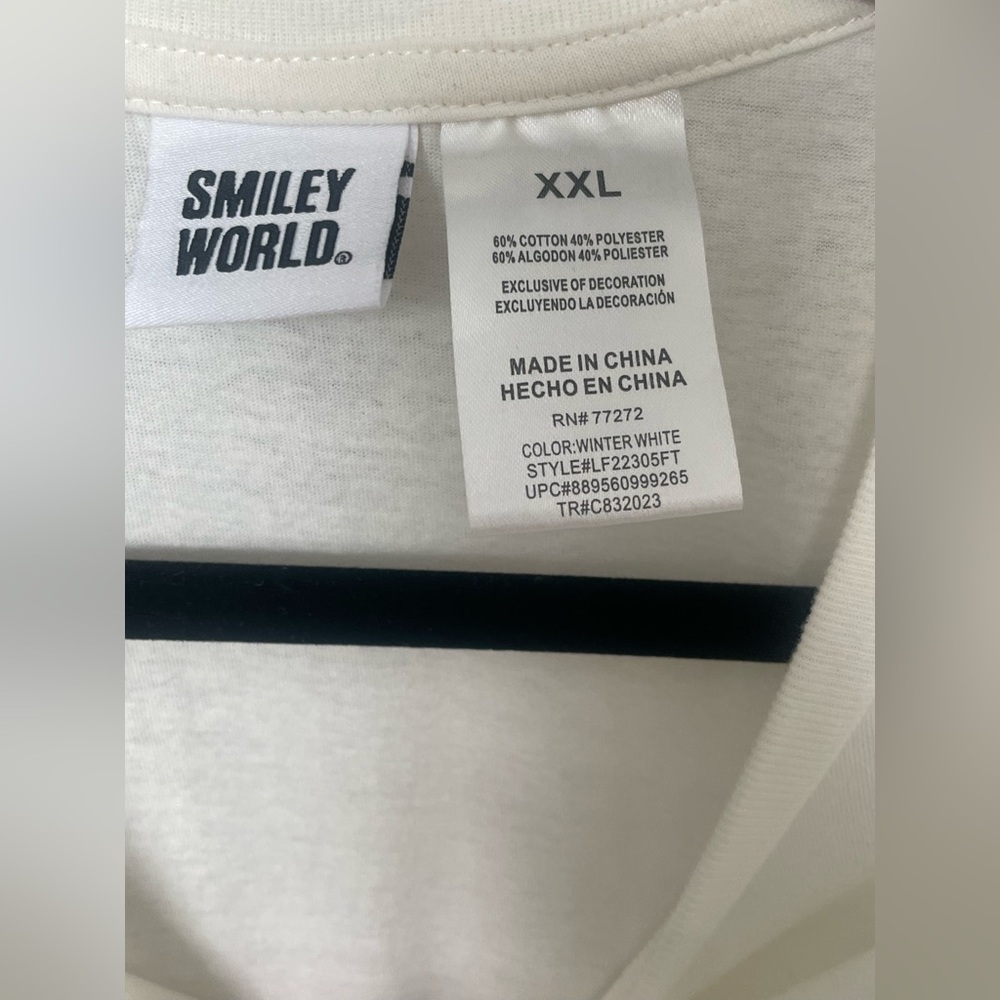 SMILEY
WORLD®
XXL
60% COTTON 40% POLYESTER
60% ALGODON 40% POLIESTER
EXCLUSIVE OF DECORATION
EXCLUYENDO LA DECORACIÓN
MADE IN CHINA
HECHO EN CHINA
RN# 77272
COLOR:WINTER WHITE
STYLE#LF22305FT
UPC#889560999265
TR#C832023